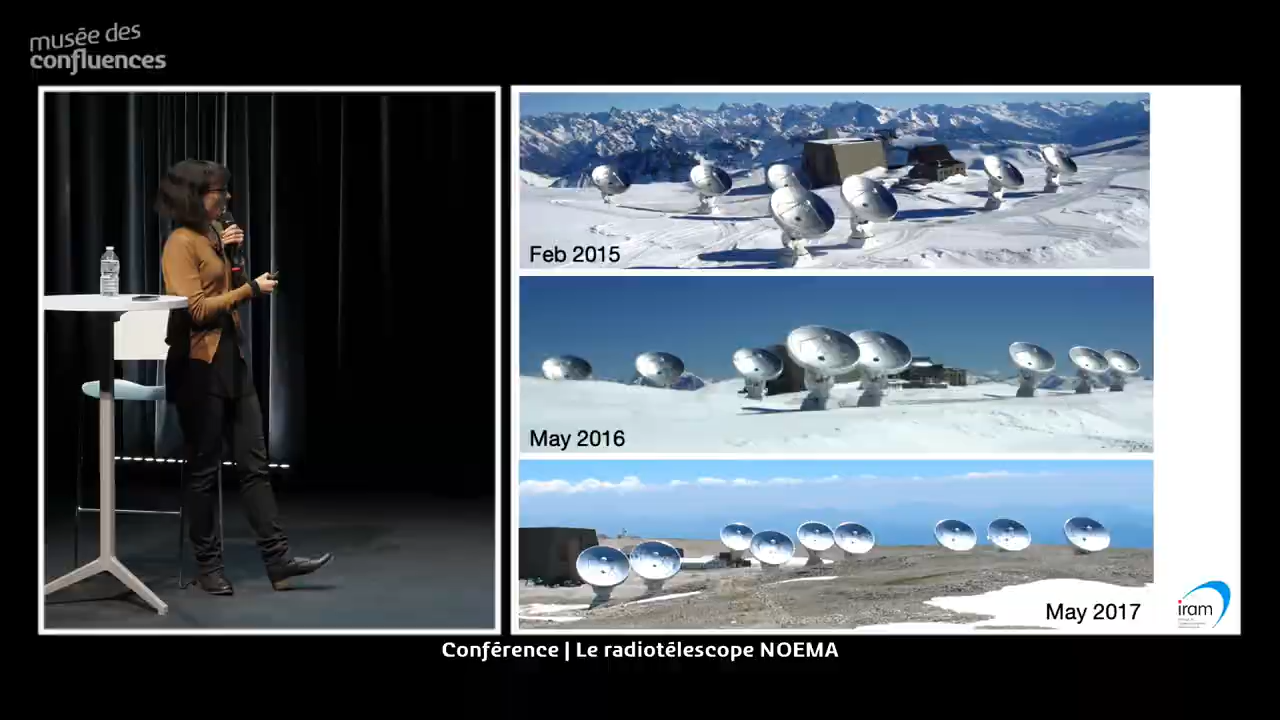 musée des
confluences
Feb 2015
May 2016
May 2017
iram
Conférence | Le radiotélescope NOEMA